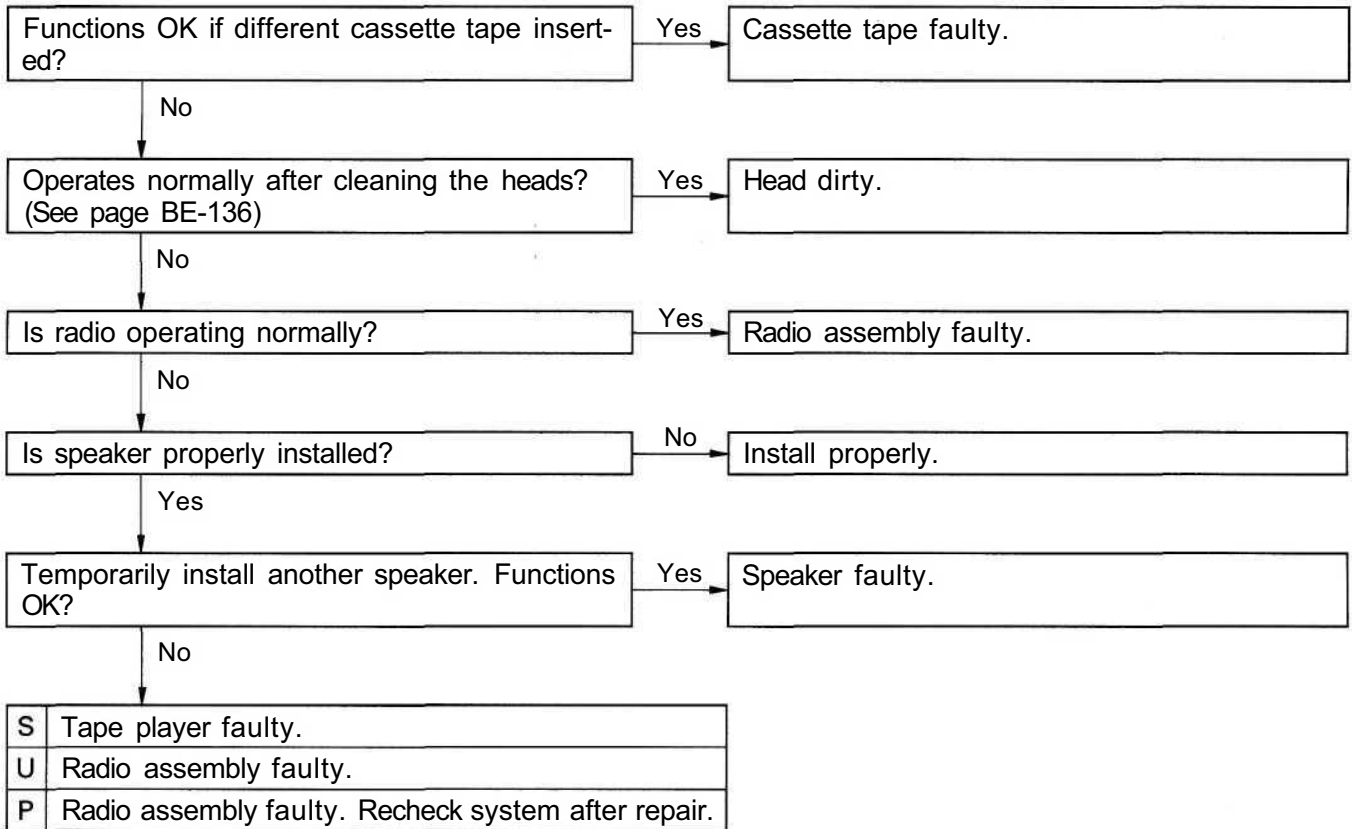 Functions OK if different cassette tape insert-
ed?
Yes
Cassette tape faulty.
No
Operates normally after cleaning the heads?
(See page BE-136)
Yes
Head dirty.
No
Is radio operating normally?
Yes
Radio assembly faulty.
No
Is speaker properly installed?
No
Install properly.
Yes
Temporarily install another speaker. Functions
OK?
Yes
Speaker faulty.
No
S Tape player faulty.
U Radio assembly faulty.
P Radio assembly faulty. Recheck system after repair.